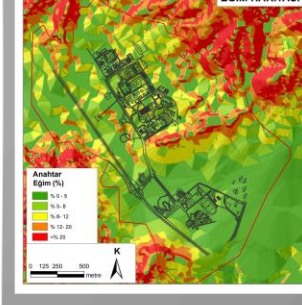 Anahtar
Eğim (%)
% 0 - 5
% 5- 8
% 8- 12
% 12- 20
>% 20
K
0 125 250 500
metre